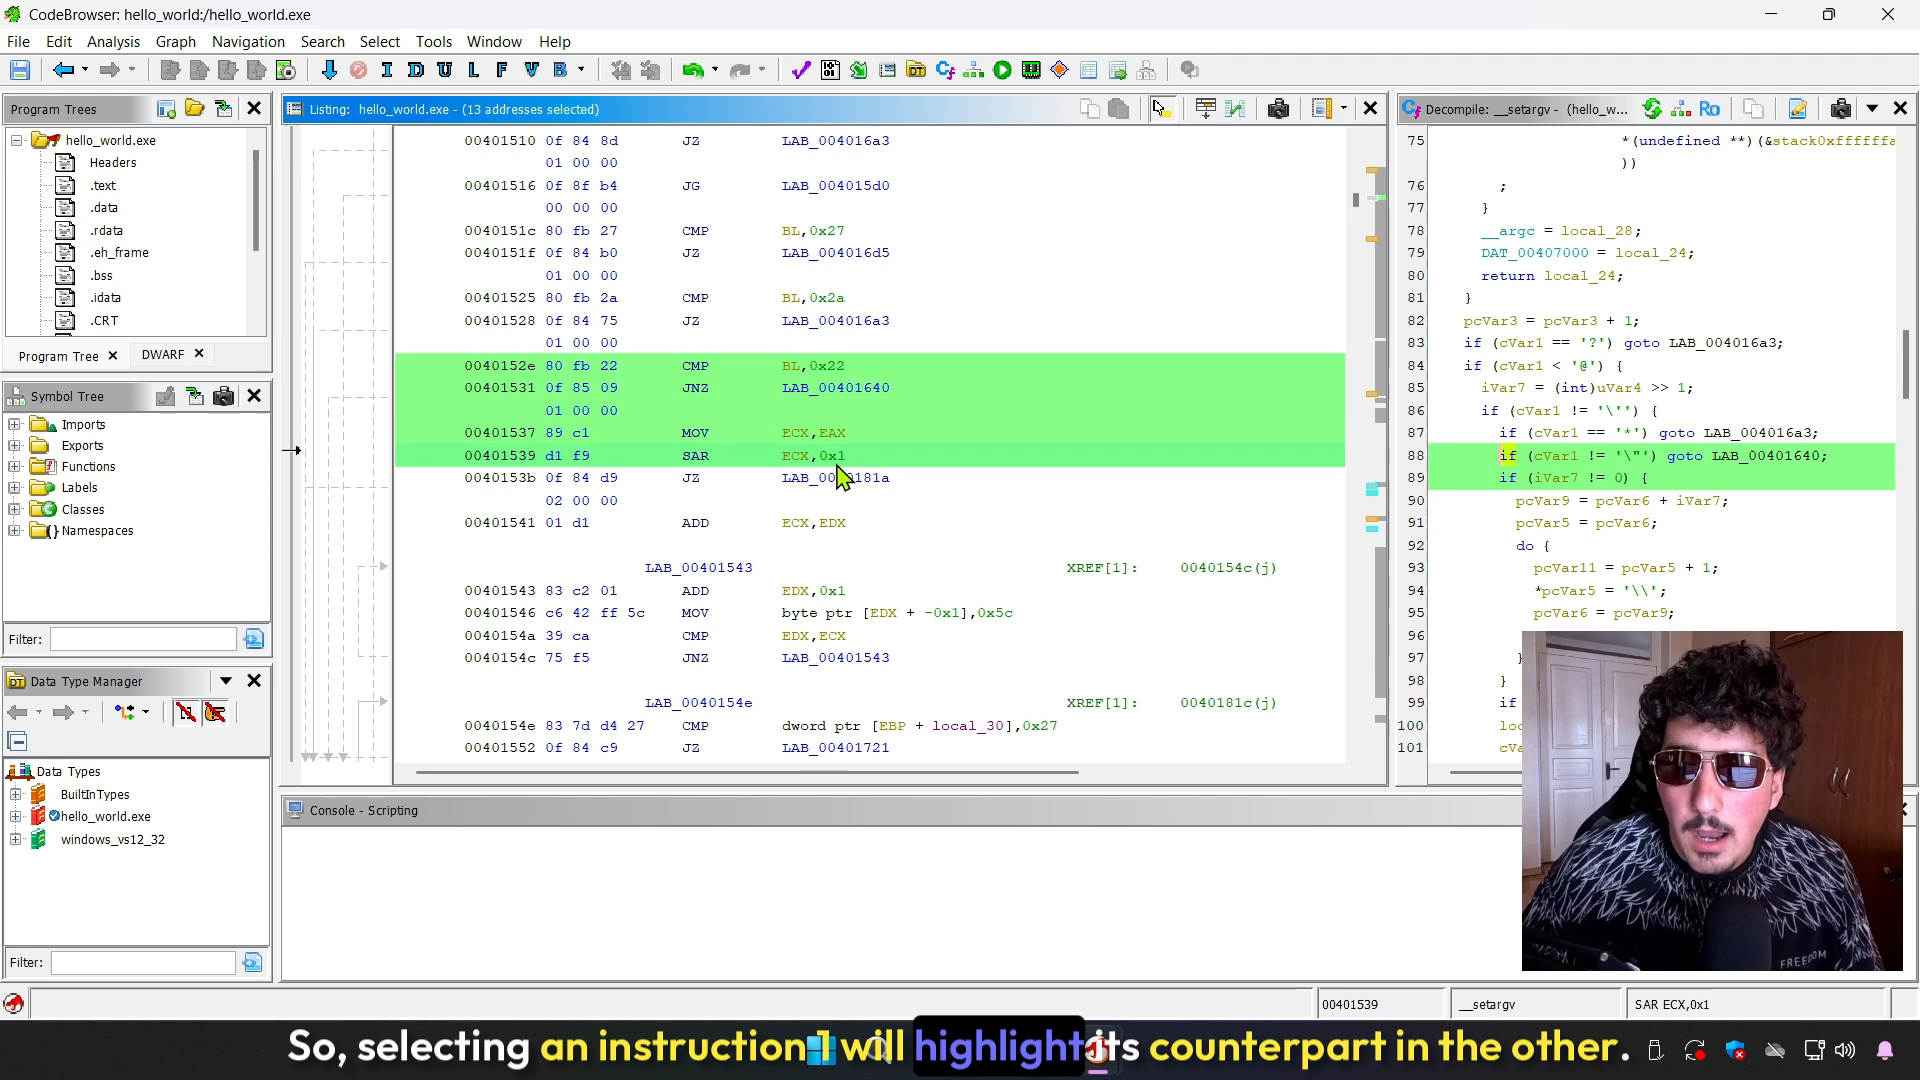 CodeBrowser: hello_world:/hello_world.exe
File Edit Analysis Graph Navigation Search Select Tools Window Help
I D U L F V B
Program Trees
hello_world.exe
Headers
.text
.data
.rdata
.eh_frame
.bss
.idata
.CRT
Program Tree
DWARF
Symbol Tree
Imports
Exports
Functions
Labels
Classes
Namespaces
Filter:
Data Type Manager
Data Types
BuiltInTypes
hello_world.exe
windows_vs12_32
Filter:
Listing: hello_world.exe - (13 addresses selected)
00401510 0f 84 8d JZ LAB_004016a3
01 00 00
00401516 0f 8f b4 JG LAB_004015d0
00 00 00
0040151c 80 fb 27 CMP BL,0x27
0040151f 0f 84 b0 JZ LAB_004016d5
01 00 00
00401525 80 fb 2a CMP BL,0x2a
00401528 0f 84 75 JZ LAB_004016a3
01 00 00
0040152e 80 fb 22 CMP BL,0x22
00401531 0f 85 09 JNZ LAB_00401640
01 00 00
00401537 89 c1 MOV ECX,EAX
00401539 d1 f9 SAR ECX,0x1
0040153b 0f 84 d9 JZ
02 00 00
00401541 01 d1 ADD ECX,EDX
LAB_00401543 XREF[1]: 0040154c(j)
00401543 83 c2 01 ADD EDX,0x1
00401546 c6 42 ff 5c MOV byte ptr [EDX + -0x1],0x5c
0040154a 39 ca CMP EDX,ECX
0040154c 75 f5 JNZ LAB_00401543
LAB_0040154e XREF[1]: 0040181c(j)
0040154e 83 7d d4 27 CMP dword ptr [EBP + local_30],0x27
00401552 0f 84 c9 JZ LAB_00401721
Decompile: __setargv - (hello_w...
Ro
75 *(undefined **)(&stack0xffffffa
))
76 ;
77 }
78 __argc = local_28;
79 DAT_00407000 = local_24;
80 return local_24;
81 }
82 pcVar3 = pcVar3 + 1;
83 if (cVar1 == '?') goto LAB_004016a3;
84 if (cVar1 < '@') {
85 iVar7 = (int)uVar4 >> 1;
86 if (cVar1 != '\'') {
87 if (cVar1 == '*') goto LAB_004016a3;
88 if (cVar1 != '\"') goto LAB_00401640;
89 if (iVar7 != 0) {
90 pcVar9 = pcVar6 + iVar7;
91 pcVar5 = pcVar6;
92 do {
93 pcVar11 = pcVar5 + 1;
94 *pcVar5 = '\\';
95 pcVar6 = pcVar9;
96
97 }
98 }
99 if
100 loc
101 cVa
Console - Scripting
FREEDOM
00401539 __setargv SAR ECX,0x1
So, selecting an instruction will highlight its counterpart in the other.